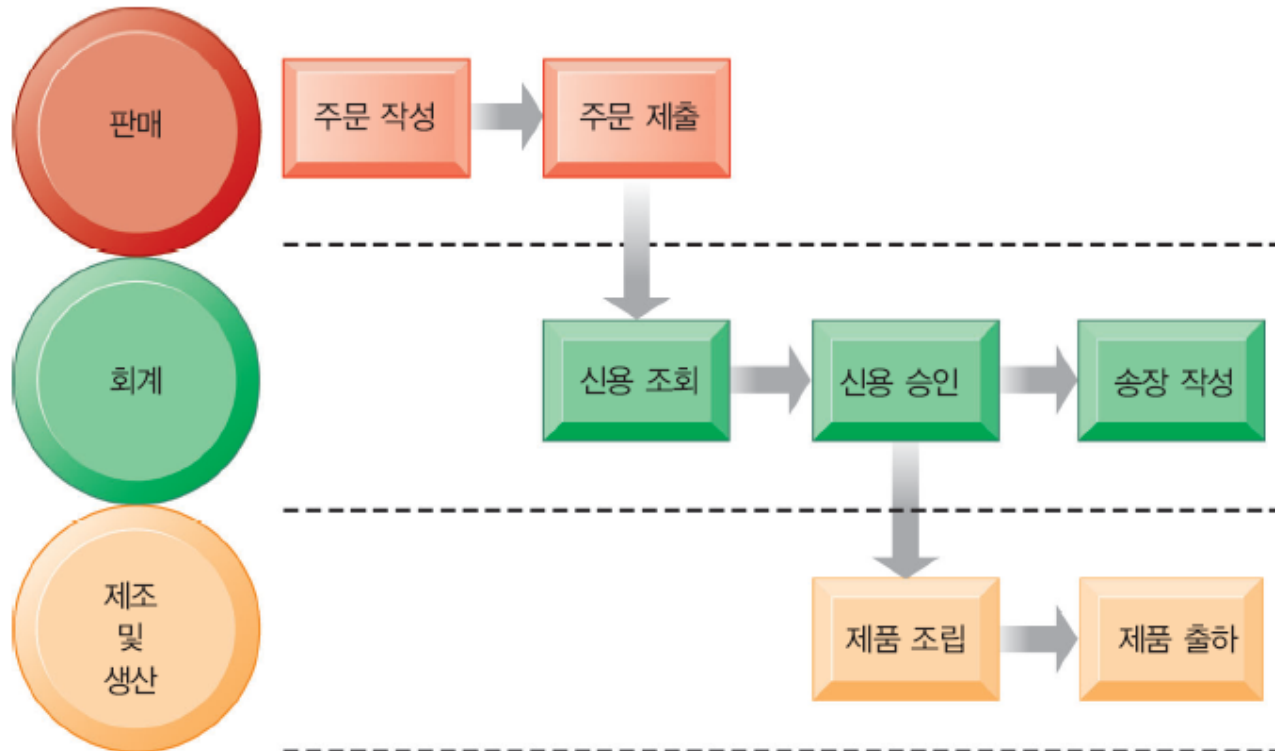 판매
주문 작성
주문 제출
회계
신용 조회
신용 승인
송장 작성
제조
및
생산
제품 조립
제품 출하